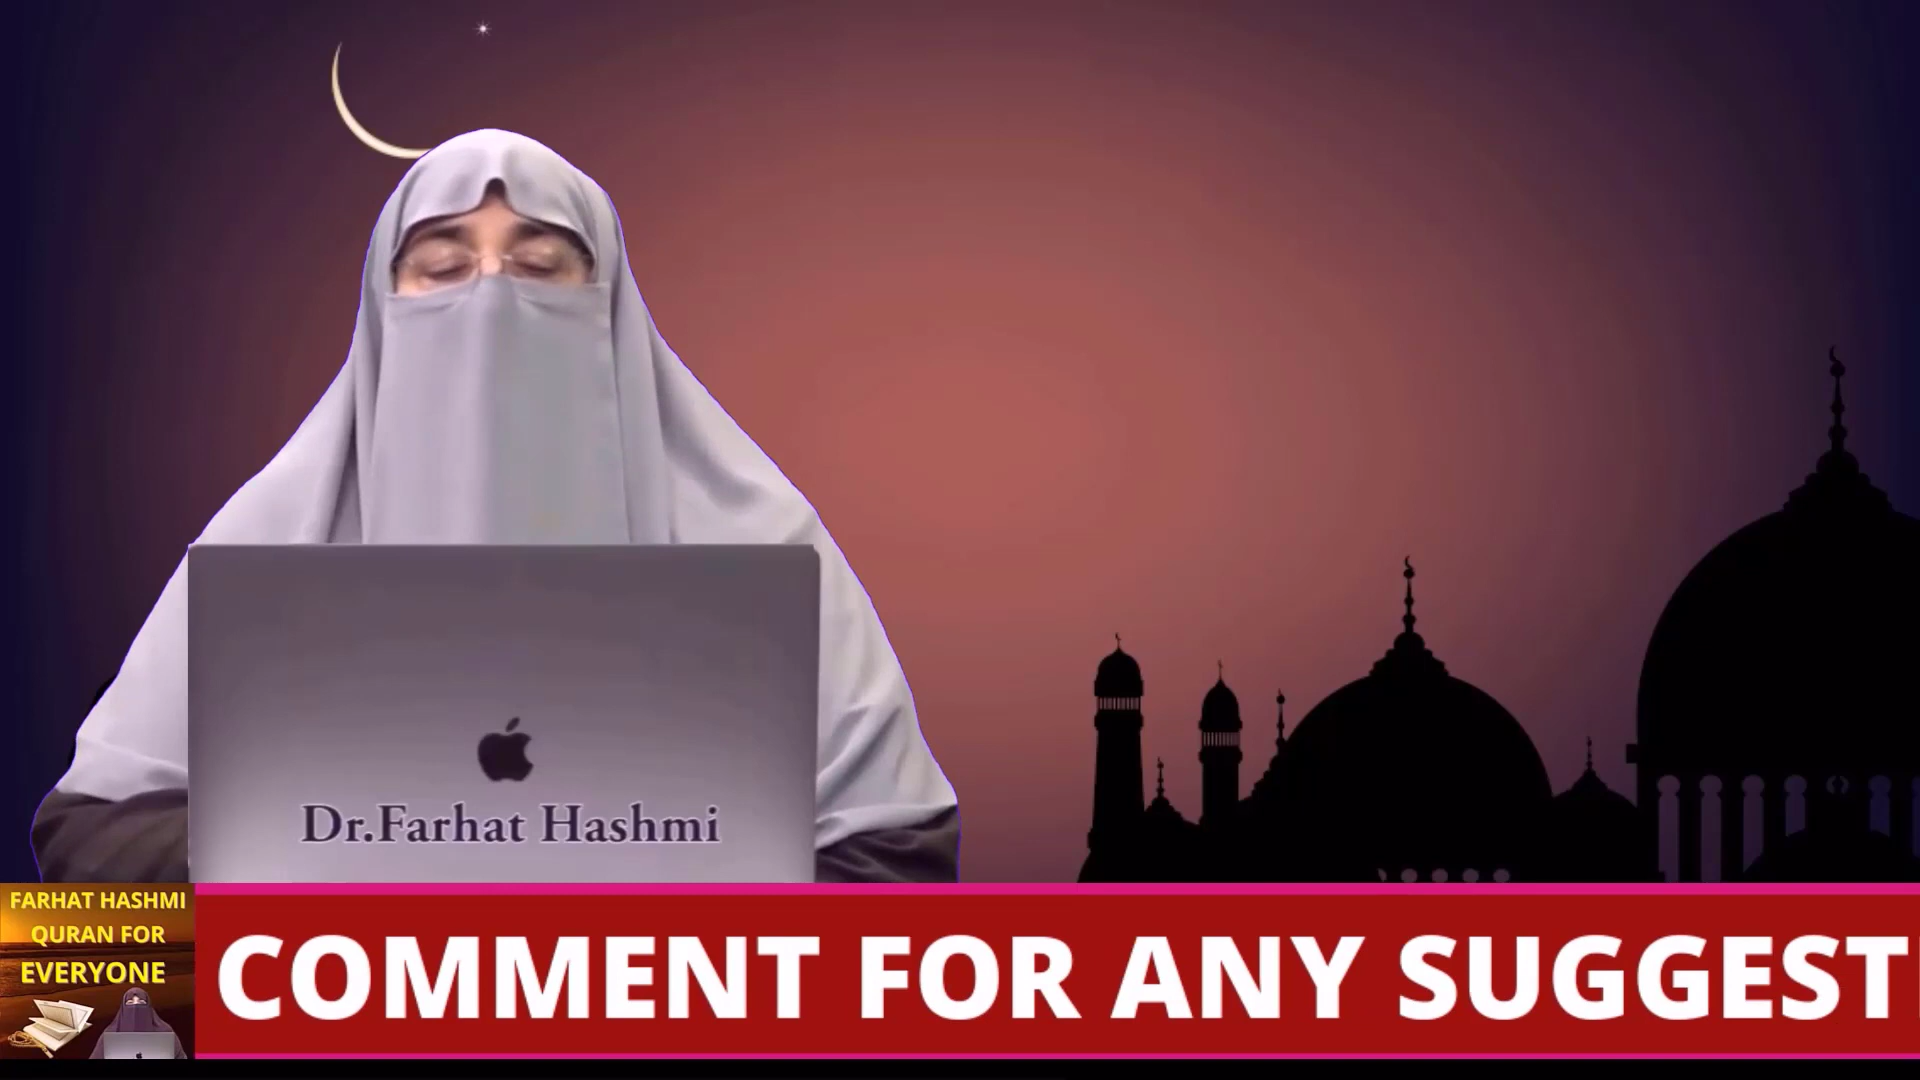 Dr.Farhat Hashmi
FARHAT HASHMI
QURAN FOR
EVERYONE
COMMENT FOR ANY SUGGEST